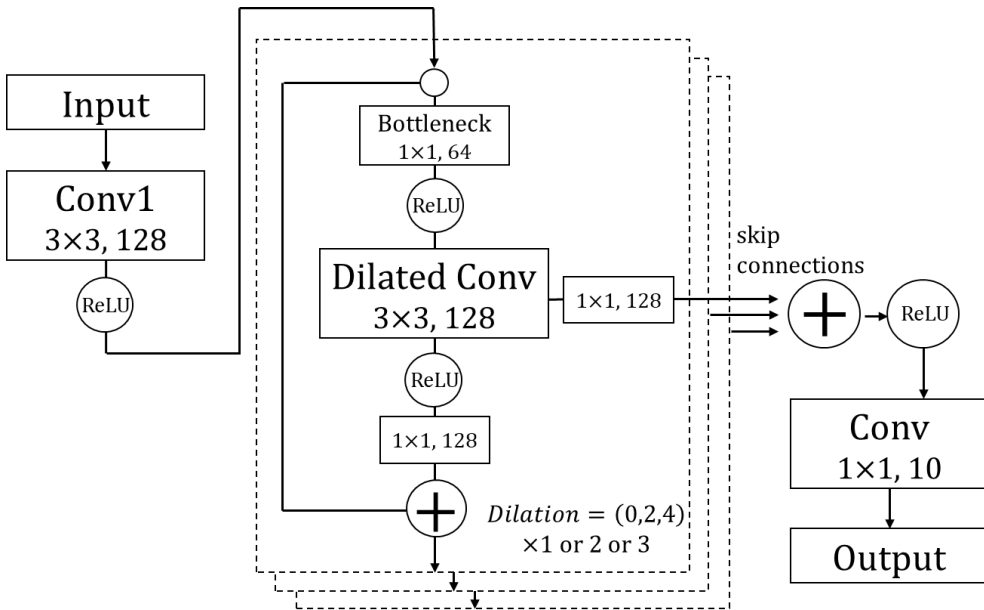 Input
Conv1
3×3, 128
ReLU
Bottleneck
1×1, 64
ReLU
Dilated Conv
3×3, 128
1×1, 128
ReLU
1×1, 128
Dilation = (0,2,4)
×1 or 2 or 3
skip
connections
ReLU
Conv
1×1, 10
Output